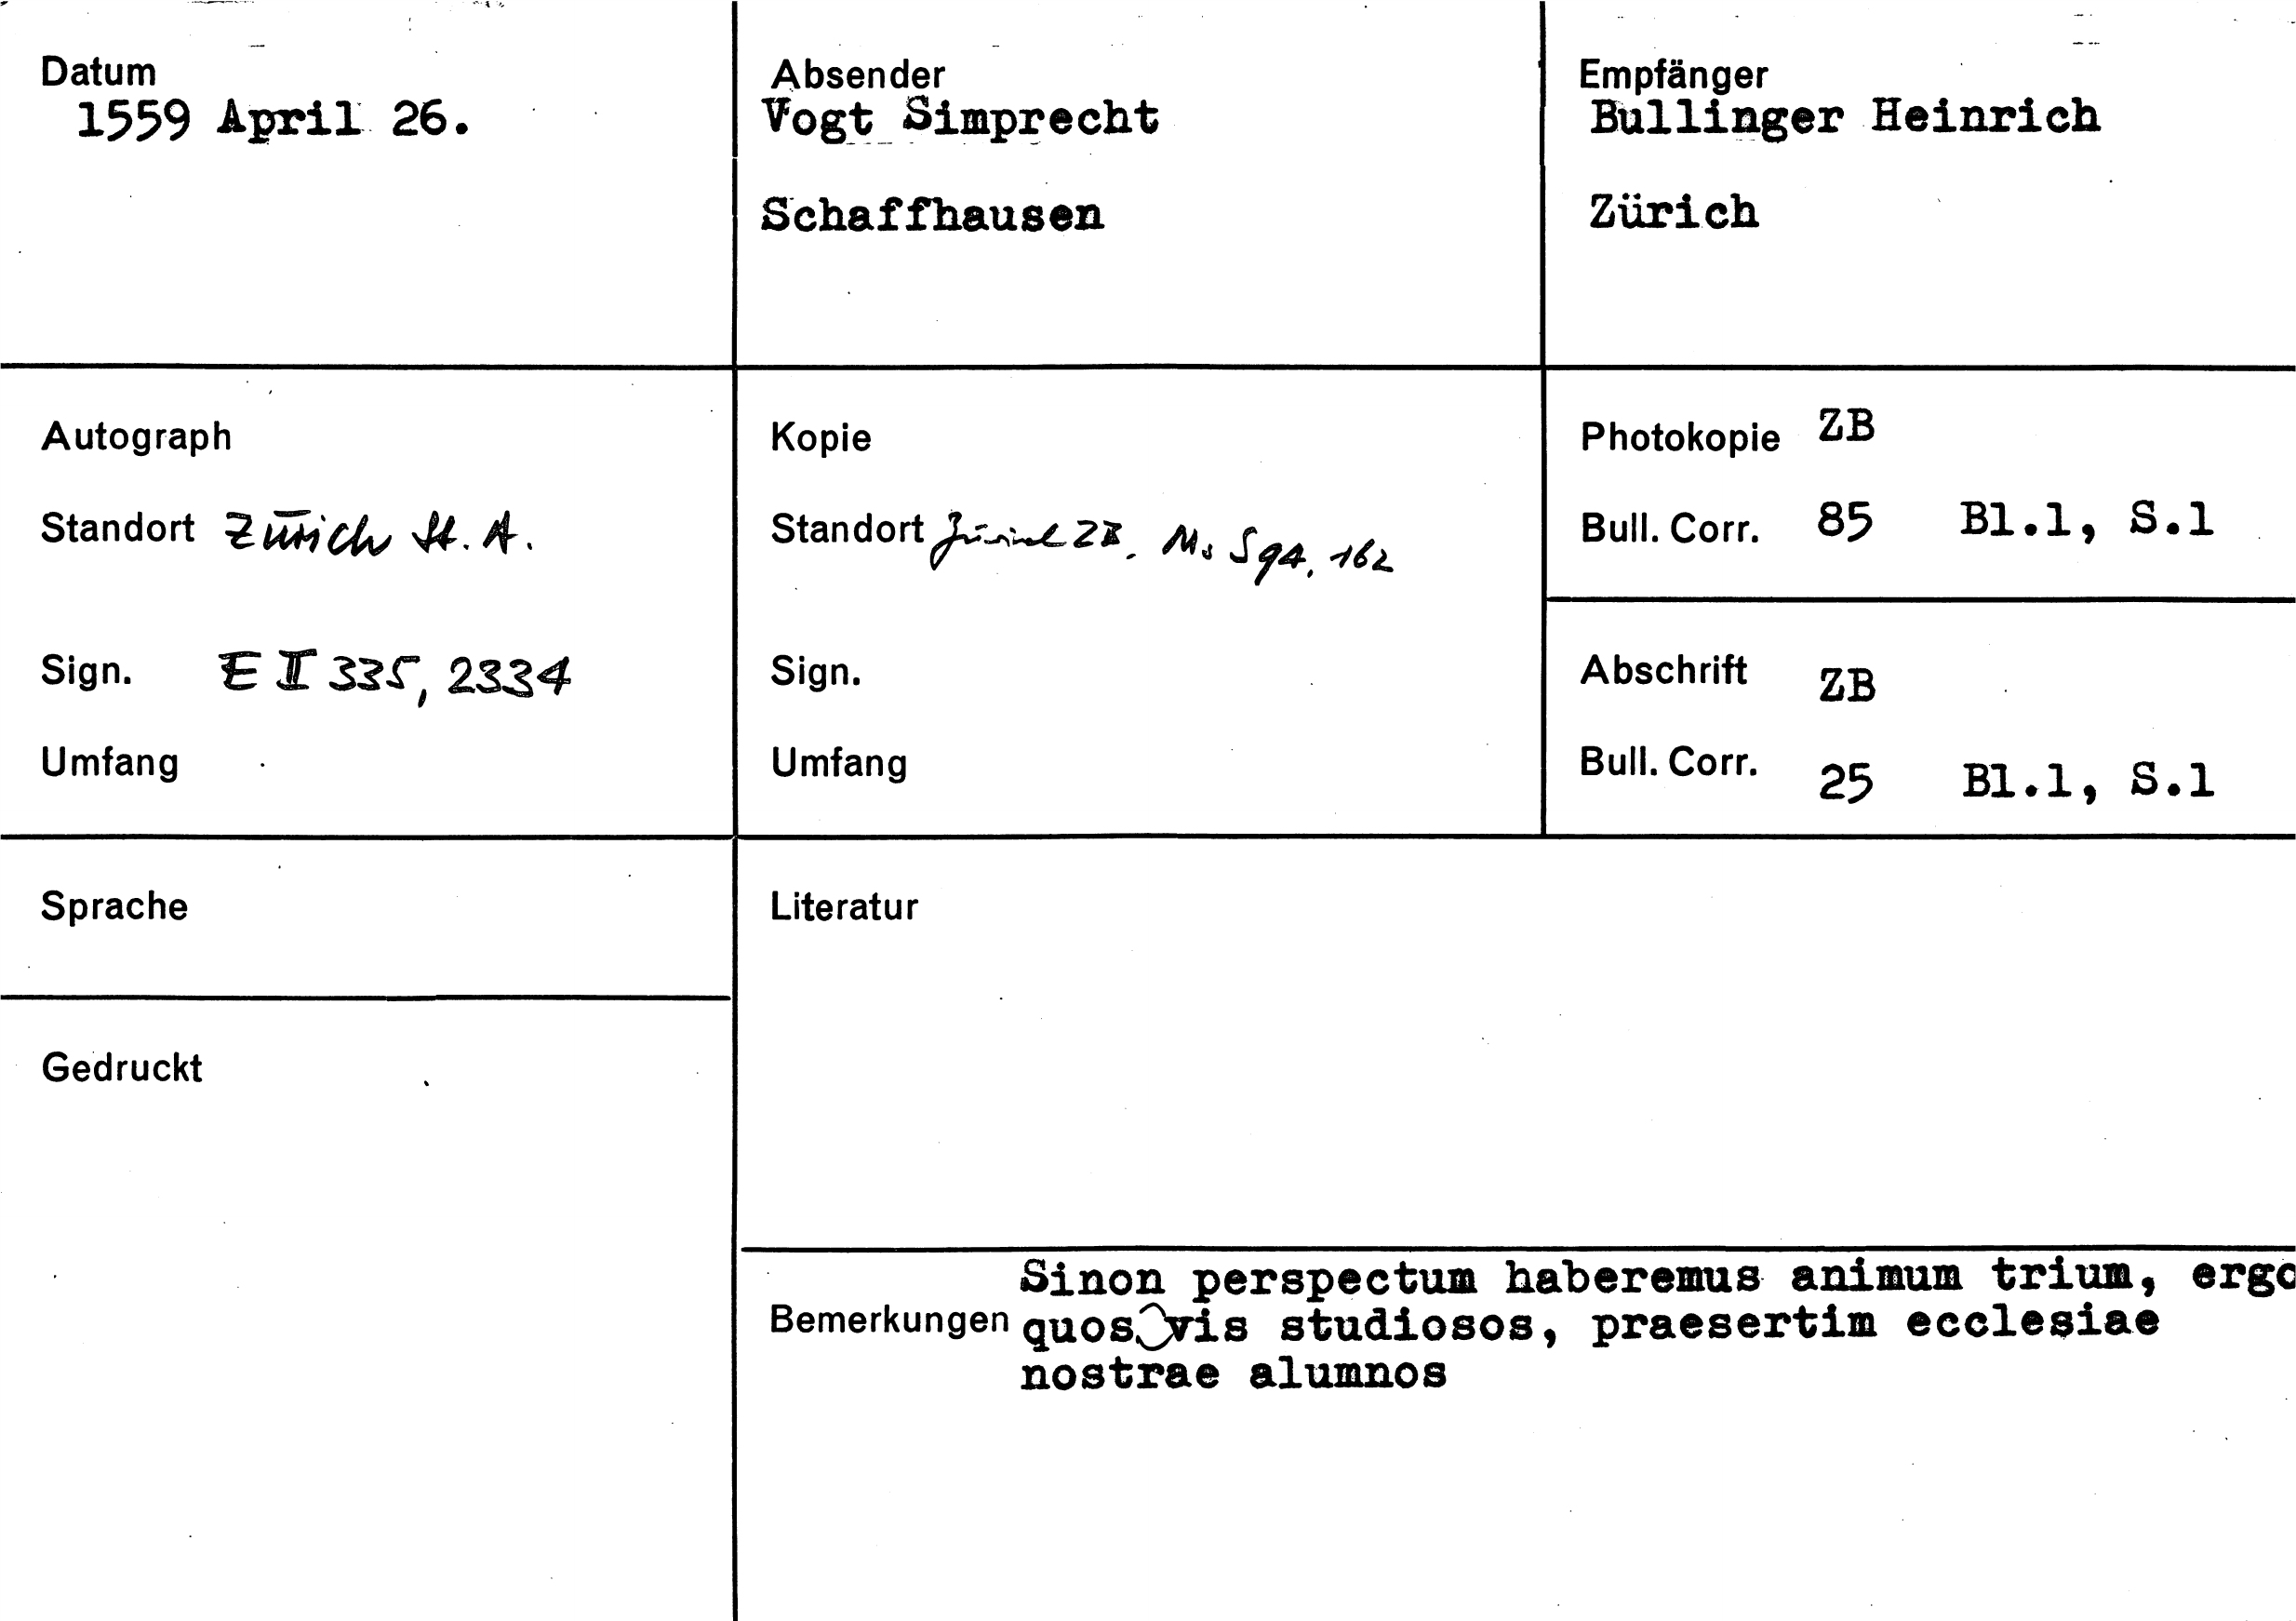 Datum
1559 April 26.
Absender
Vogt Simprecht
Schaffhausen
Empfänger
Bullinger Heinrich
Zürich
Autograph
Standort Zürich St. A.
Sign. E II 335, 2334
Umfang
Kopie
Standort Zürich ZB. Ms S 94, 162
Sign.
Umfang
Photokopie ZB
Bull. Corr. 85 Bl.1, S.1
Abschrift ZB
Bull. Corr. 25 Bl.1, S.1
Sprache
Gedruckt
Literatur
Bemerkungen
Sinon perspectum haberemus animum trium, ergo
quos vis studiosos, praesertim ecclesiae
nostrae alumnos